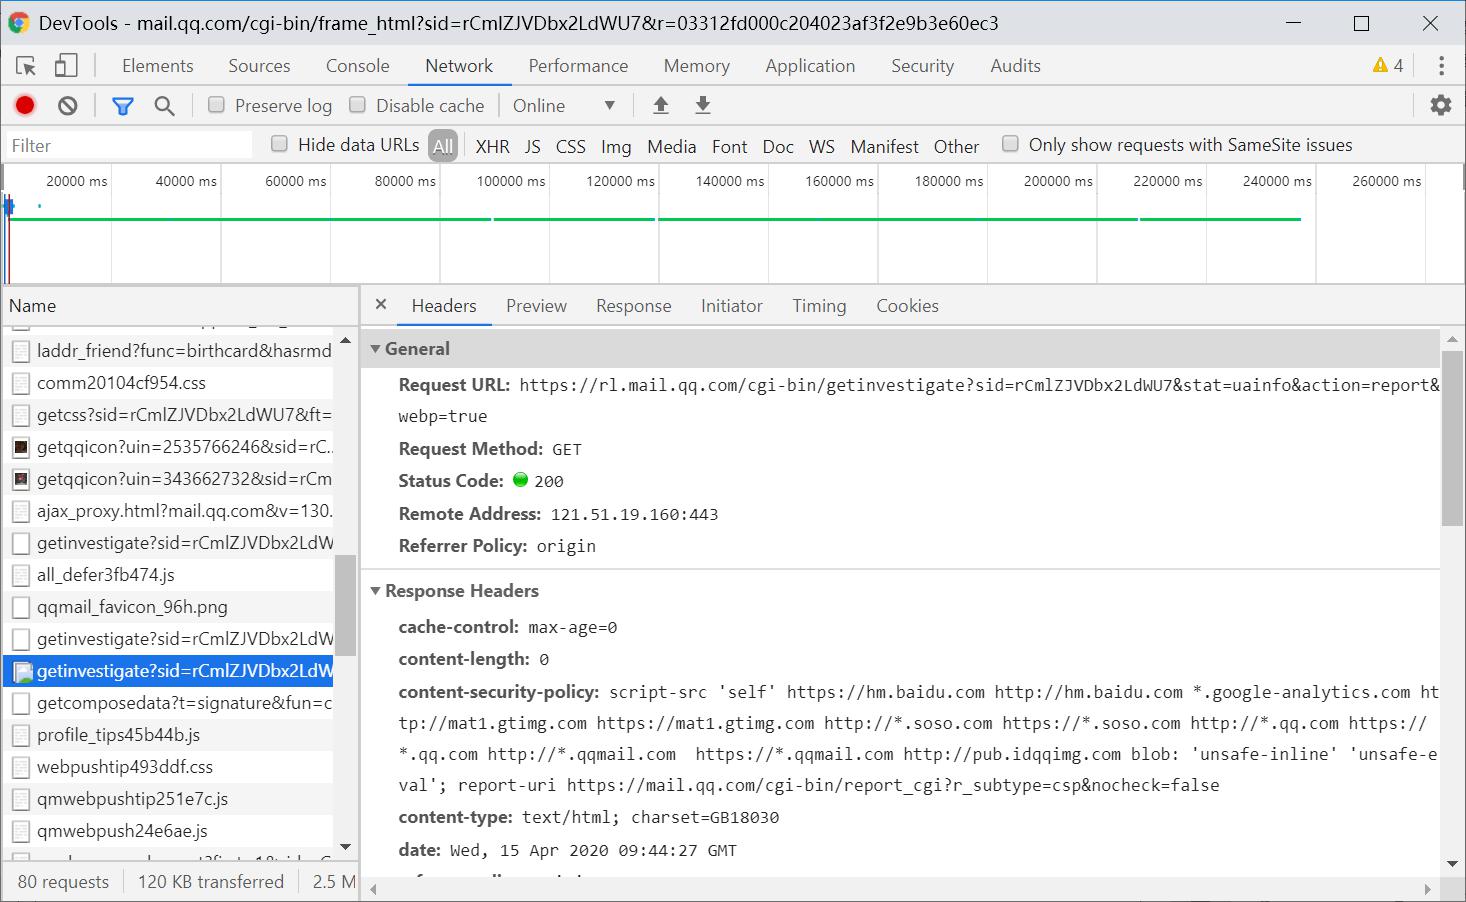 DevTools - mail.qq.com/cgi-bin/frame_html?sid=rCmlZJVDbx2LdWU7&r=03312fd000c204023af3f2e9b3e60ec3
Elements Sources Console Network Performance Memory Application Security Audits 4
Preserve log Disable cache Online
Filter Hide data URLs All XHR JS CSS Img Media Font Doc WS Manifest Other Only show requests with SameSite issues
20000 ms 40000 ms 60000 ms 80000 ms 100000 ms 120000 ms 140000 ms 160000 ms 180000 ms 200000 ms 220000 ms 240000 ms 260000 ms
Name
laddr_friend?func=birthcard&hasrmd
comm20104cf954.css
getcss?sid=rCmlZJVDbx2LdWU7&ft=
getqqicon?uin=2535766246&sid=rC..
getqqicon?uin=343662732&sid=rCm
ajax_proxy.html?mail.qq.com&v=130.
getinvestigate?sid=rCmlZJVDbx2LdW
all_defer3fb474.js
qqmail_favicon_96h.png
getinvestigate?sid=rCmlZJVDbx2LdW
getinvestigate?sid=rCmlZJVDbx2LdW
getcomposedata?t=signature&fun=c
profile_tips45b44b.js
webpushtip493ddf.css
qmwebpushtip251e7c.js
qmwebpush24e6ae.js
80 requests 120 KB transferred 2.5 M
Headers Preview Response Initiator Timing Cookies
General
Request URL: https://rl.mail.qq.com/cgi-bin/getinvestigate?sid=rCmlZJVDbx2LdWU7&stat=uainfo&action=report&
webp=true
Request Method: GET
Status Code: 200
Remote Address: 121.51.19.160:443
Referrer Policy: origin
Response Headers
cache-control: max-age=0
content-length: 0
content-security-policy: script-src 'self' https://hm.baidu.com http://hm.baidu.com *.google-analytics.com ht
tp://mat1.gtimg.com https://mat1.gtimg.com http://*.soso.com https://*.soso.com http://*.qq.com https://
*.qq.com http://*.qqmail.com https://*.qqmail.com http://pub.idqqimg.com blob: 'unsafe-inline' 'unsafe-e
val'; report-uri https://mail.qq.com/cgi-bin/report_cgi?r_subtype=csp&nocheck=false
content-type: text/html; charset=GB18030
date: Wed, 15 Apr 2020 09:44:27 GMT